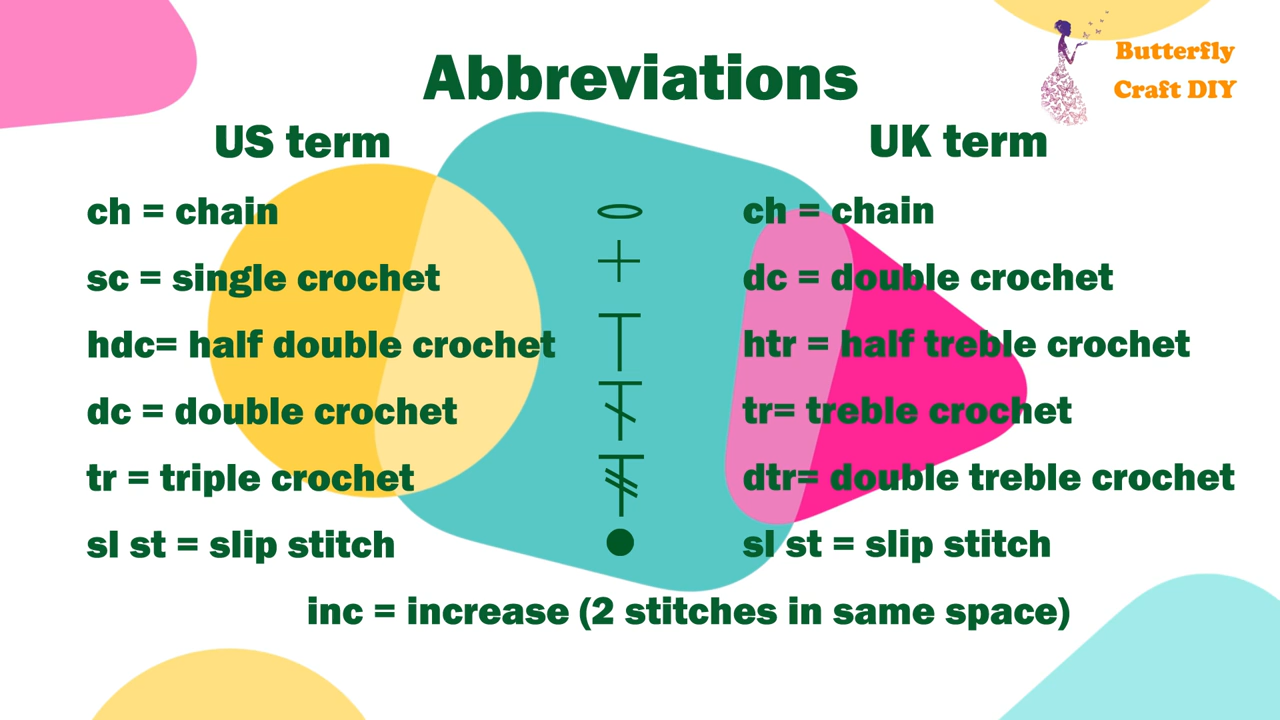 Butterfly
Craft DIY
Abbreviations
US term
UK term
ch = chain
ch = chain
sc = single crochet
dc = double crochet
hdc= half double crochet
htr = half treble crochet
dc = double crochet
tr= treble crochet
tr = triple crochet
dtr= double treble crochet
sl st = slip stitch
sl st = slip stitch
inc = increase (2 stitches in same space)